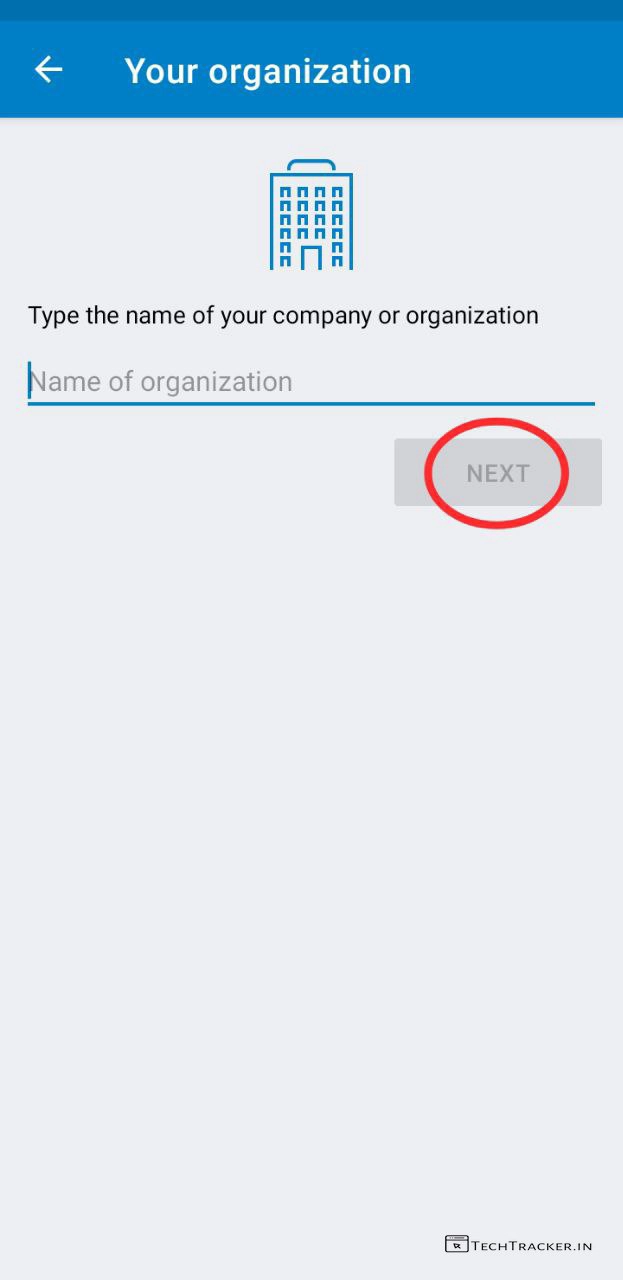 Your organization
Type the name of your company or organization
Name of organization
NEXT
TECHTRACKER.IN